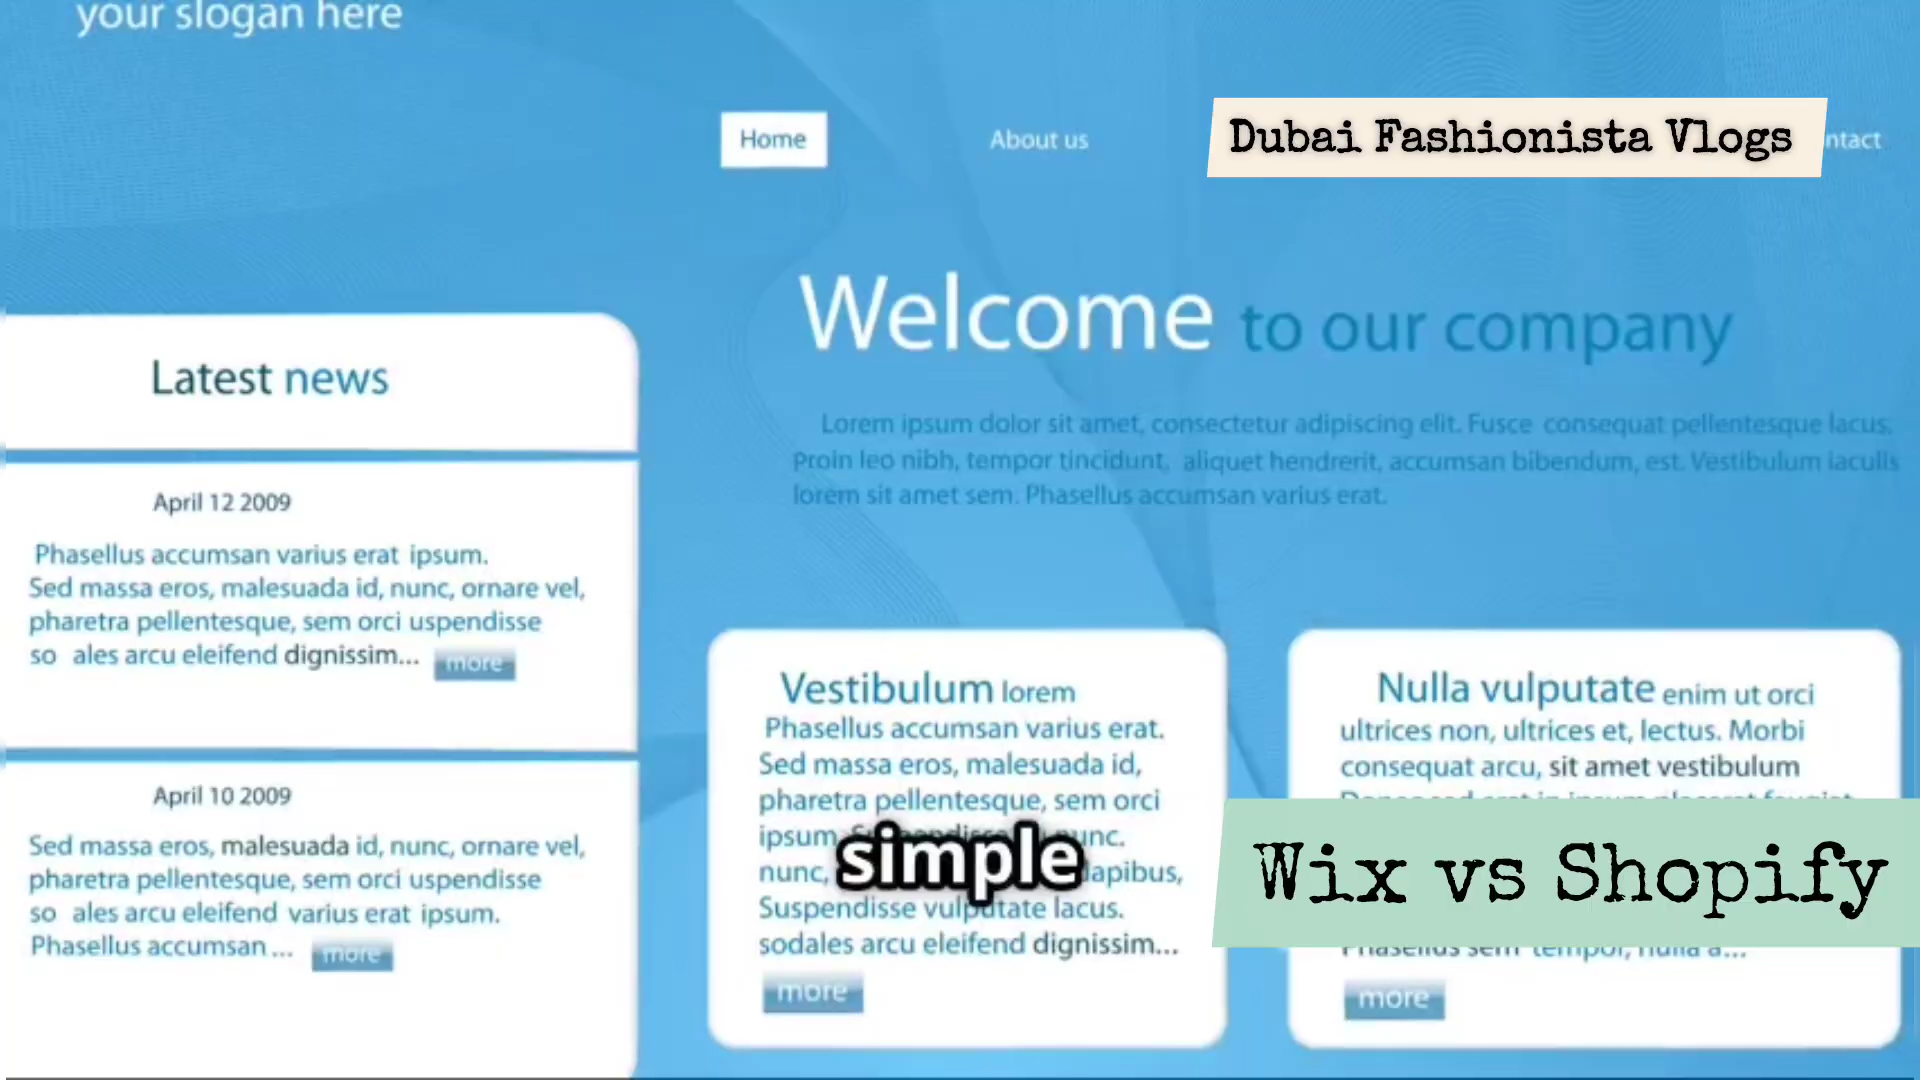 your slogan here
Home
About us
Dubai Fashionista Vlogs
ntact
Welcome to our company
Lorem ipsum dolor sit amet, consectetur adipiscing elit. Fusce consequat pellentesque lacus.
Proin leo nibh, tempor tincidunt, aliquet hendrerit, accumsan bibendum, est. Vestibulum iaculis
lorem sit amet sem. Phasellus accumsan varius erat.
Latest news
April 12 2009
Phasellus accumsan varius erat ipsum.
Sed massa eros, malesuada id, nunc, ornare vel,
pharetra pellentesque, sem orci uspendisse
so ales arcu eleifend dignissim...
more
April 10 2009
Sed massa eros, malesuada id, nunc, ornare vel,
pharetra pellentesque, sem orci uspendisse
so ales arcu eleifend varius erat ipsum.
Phasellus accumsan ...
more
Vestibulum lorem
Phasellus accumsan varius erat.
Sed massa eros, malesuada id,
pharetra pellentesque, sem orci
ipsum nunc.
nunc, dapibus,
Suspendisse vulputate lacus.
sodales arcu eleifend dignissim...
more
simple
Nulla vulputate enim ut orci
ultrices non, ultrices et, lectus. Morbi
consequat arcu, sit amet vestibulum
Wix vs Shopify
Phasellus sem tempor, nulla a...
more